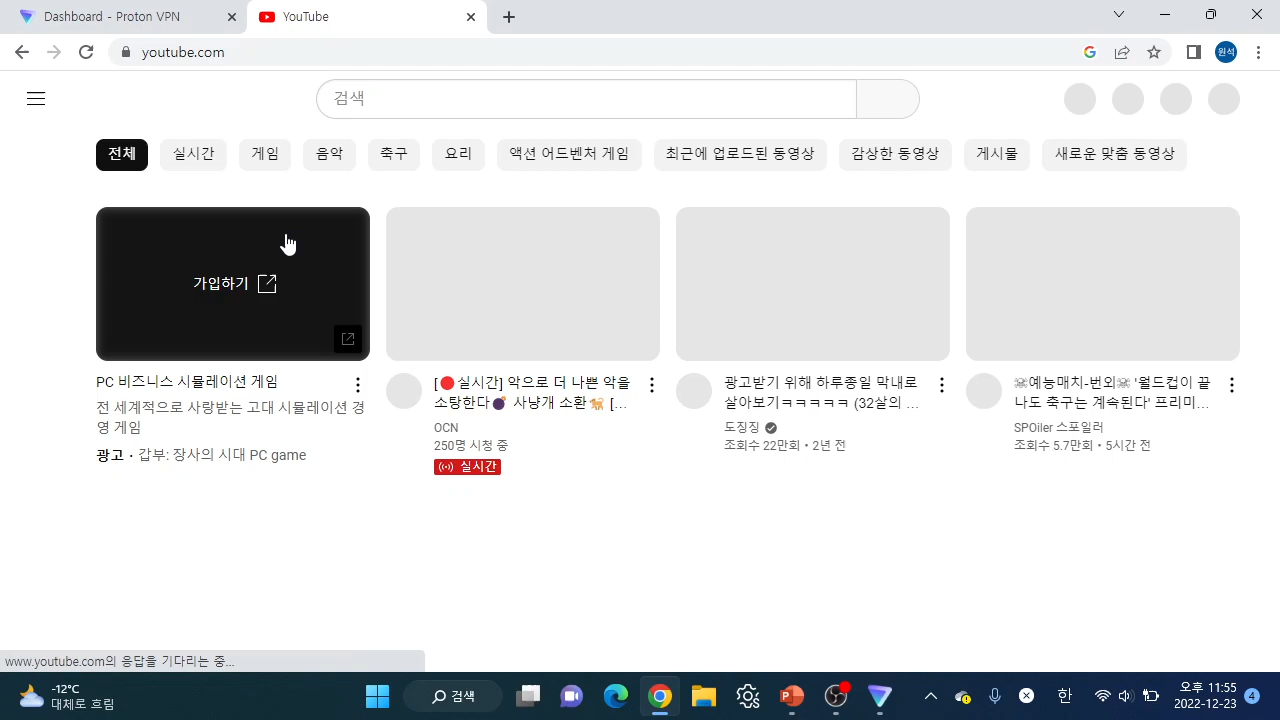 Dashboard - Proton VPN
YouTube
youtube.com
원석
검색
전체
실시간
게임
음악
축구
요리
액션 어드벤처 게임
최근에 업로드된 동영상
감상한 동영상
게시물
새로운 맞춤 동영상
가입하기
PC 비즈니스 시뮬레이션 게임
전 세계적으로 사랑받는 고대 시뮬레이션 경
영 게임
광고 · 갑부: 장사의 시대 PC game
[🔴실시간] 악으로 더 나쁜 악을
소탕한다💣 사냥개 소환🐕 [...
OCN
250명 시청 중
실시간
광고받기 위해 하루종일 막내로
살아보기ㅋㅋㅋㅋㅋ (32살의 ...
도징징
조회수 22만회 • 2년 전
☠️예능매치-번외☠️ '월드컵이 끝
나도 축구는 계속된다' 프리미...
SPOiler 스포일러
조회수 5.7만회 • 5시간 전
www.youtube.com의 응답을 기다리는 중...
-12°C
대체로 흐림
검색
한
오후 11:55
2022-12-23
4